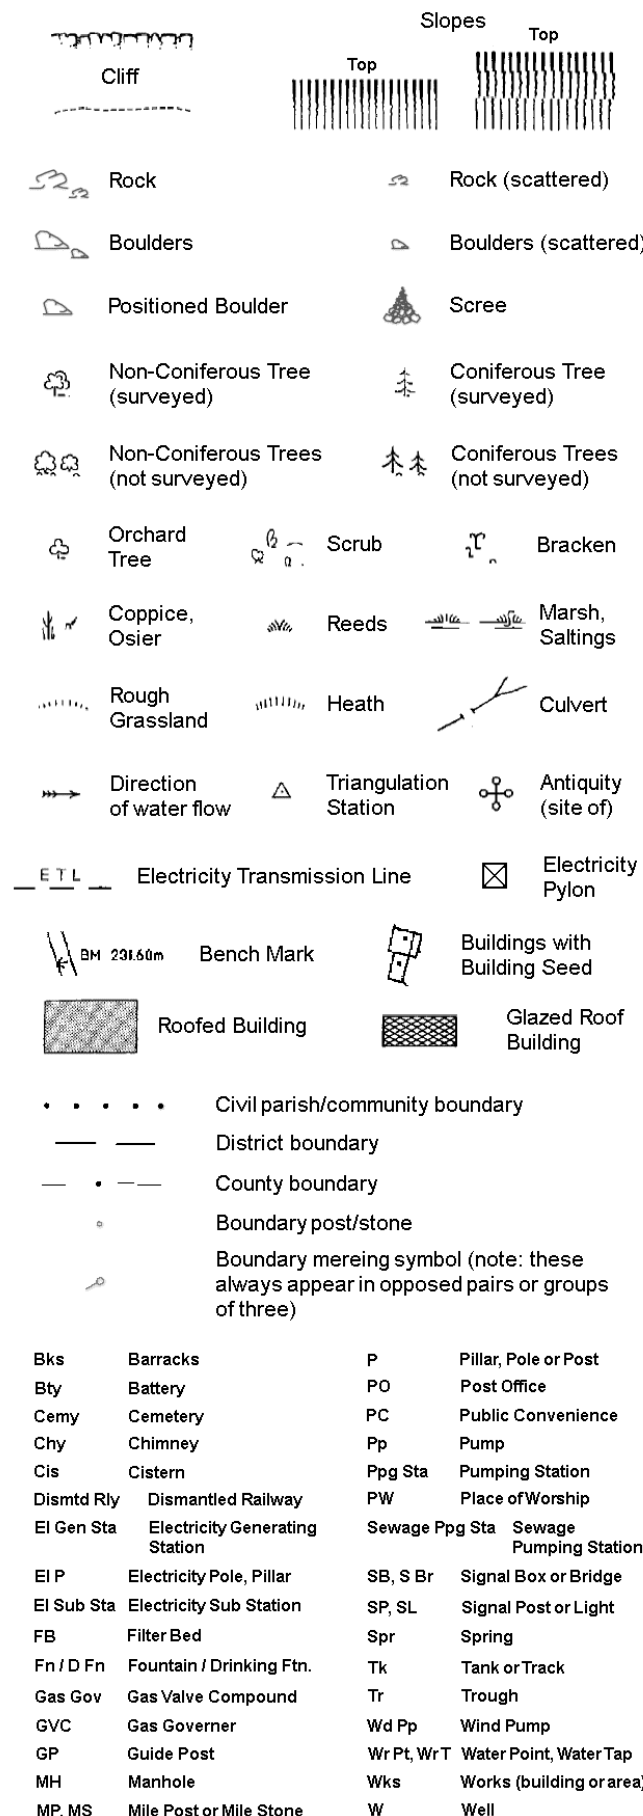 Slopes
Top
Top
Cliff
Rock
Rock (scattered)
Boulders
Boulders (scattered)
Positioned Boulder
Scree
Non-Coniferous Tree
(surveyed)
Coniferous Tree
(surveyed)
Non-Coniferous Trees
(not surveyed)
Coniferous Trees
(not surveyed)
Orchard
Tree
Scrub
Bracken
Coppice,
Osier
Reeds
Marsh,
Saltings
Rough
Grassland
Heath
Culvert
Direction
of water flow
Triangulation
Station
Antiquity
(site of)
E T L
Electricity Transmission Line
Electricity
Pylon
BM 231.60m
Bench Mark
Buildings with
Building Seed
Roofed Building
Glazed Roof
Building
Civil parish/community boundary
District boundary
County boundary
Boundary post/stone
Boundary mereing symbol (note: these
always appear in opposed pairs or groups
of three)
Bks Barracks
P Pillar, Pole or Post
Bty Battery
PO Post Office
Cemy Cemetery
PC Public Convenience
Chy Chimney
Pp Pump
Cis Cistern
Ppg Sta Pumping Station
Dismtd Rly Dismantled Railway
PW Place of Worship
El Gen Sta Electricity Generating
Station
Sewage Ppg Sta Sewage
Pumping Station
El P Electricity Pole, Pillar
SB, S Br Signal Box or Bridge
El Sub Sta Electricity Sub Station
SP, SL Signal Post or Light
FB Filter Bed
Spr Spring
Fn / D Fn Fountain / Drinking Ftn.
Tk Tank or Track
Gas Gov Gas Valve Compound
Tr Trough
GVC Gas Governer
Wd Pp Wind Pump
GP Guide Post
Wr Pt, Wr T Water Point, Water Tap
MH Manhole
Wks Works (building or area)
MP, MS Mile Post or Mile Stone
W Well